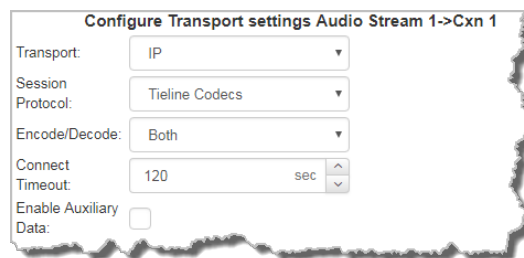 Configure Transport settings Audio Stream 1->Cxn 1
Transport: IP
Session
Protocol: Tieline Codecs
Encode/Decode: Both
Connect
Timeout: 120 sec
Enable Auxiliary
Data: